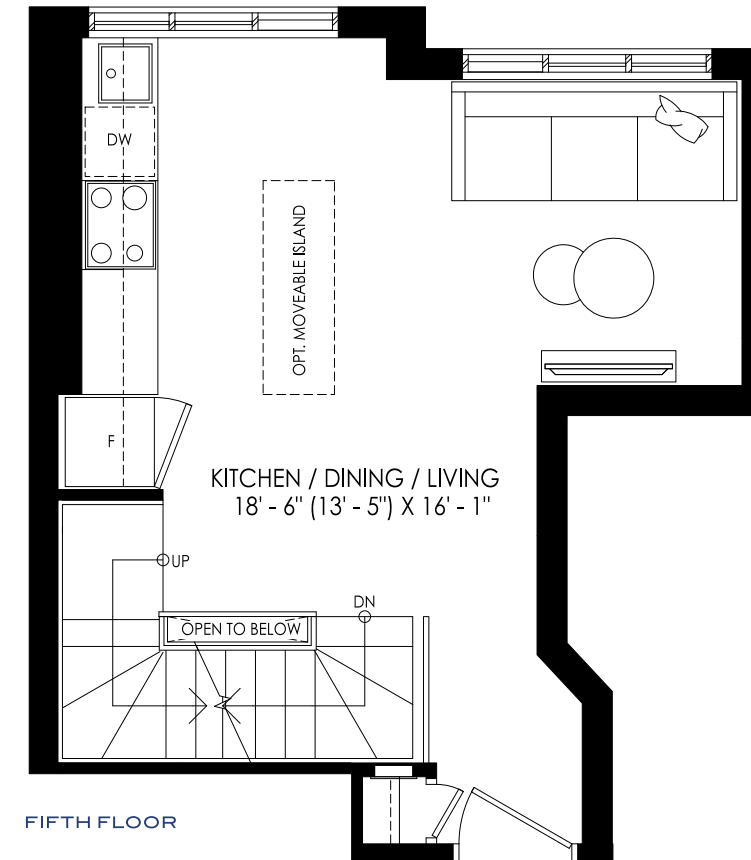 DW
OPT. MOVEABLE ISLAND
F
KITCHEN / DINING / LIVING
18' - 6" (13' - 5") X 16' - 1"
UP
DN
OPEN TO BELOW
FIFTH FLOOR